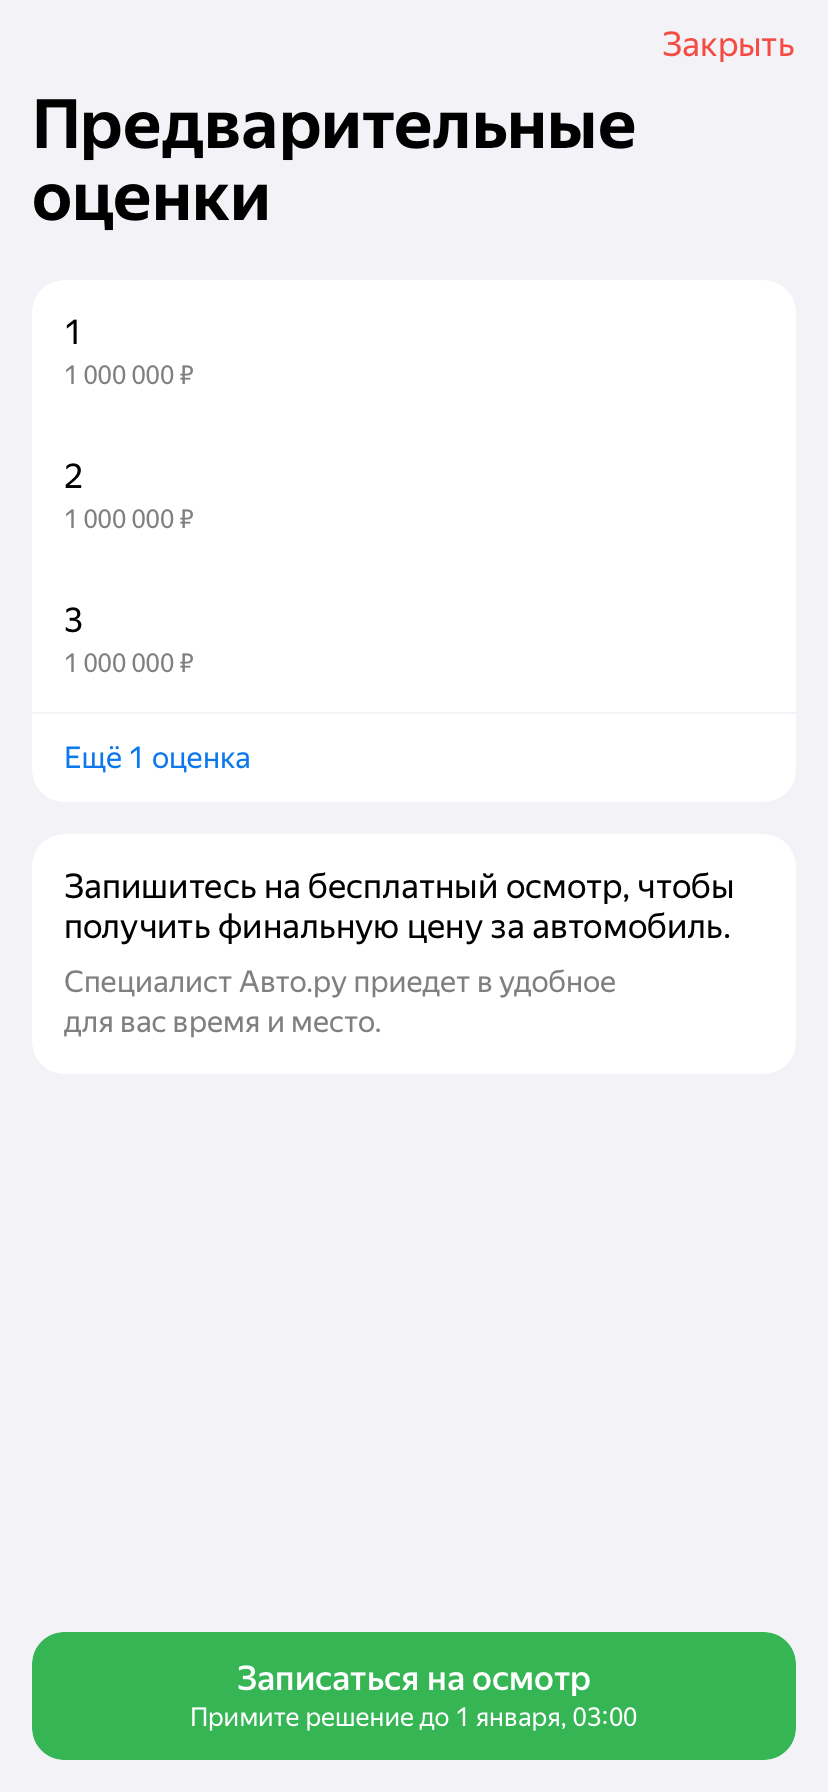 Закрыть
Предварительные
оценки
1
1 000 000 ₽
2
1 000 000 ₽
3
1 000 000 ₽
Ещё 1 оценка
Запишитесь на бесплатный осмотр, чтобы
получить финальную цену за автомобиль.
Специалист Авто.ру приедет в удобное
для вас время и место.
Записаться на осмотр
Примите решение до 1 января, 03:00